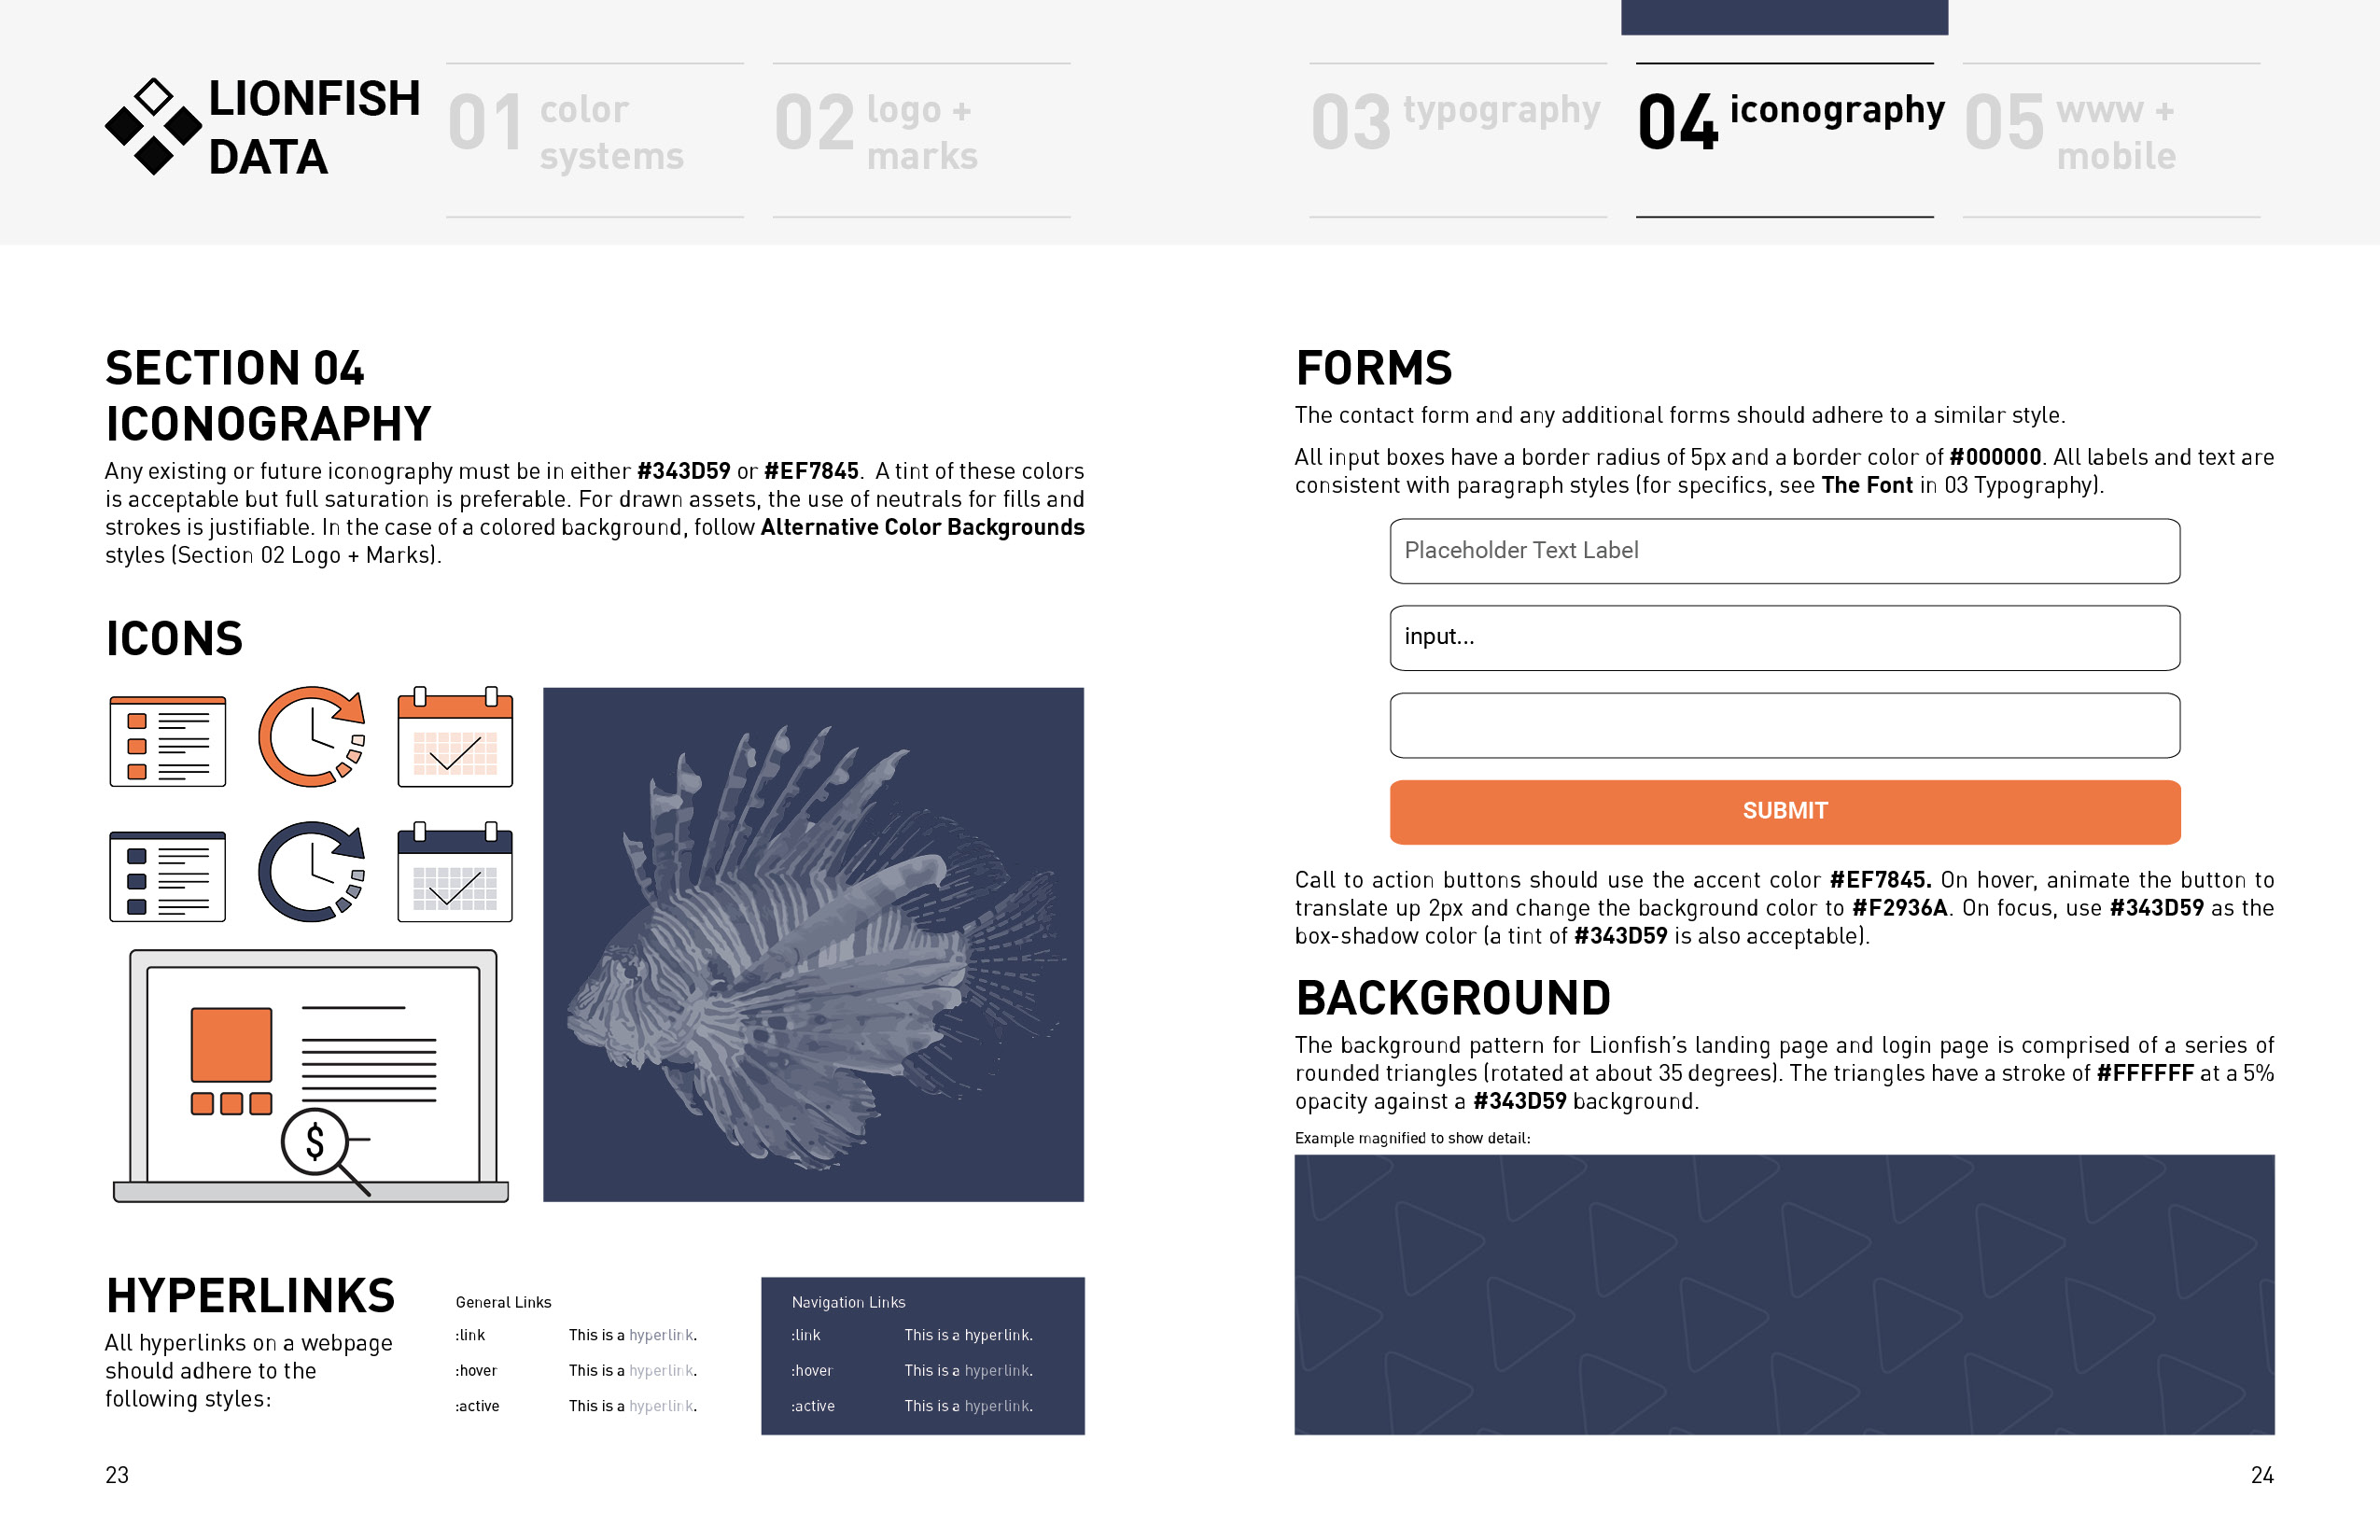 LIONFISH
DATA
01 color
systems
02 logo +
marks
03 typography
04 iconography
05 www +
mobile
SECTION 04
ICONOGRAPHY
Any existing or future iconography must be in either #343D59 or #EF7845.  A tint of these colors
is acceptable but full saturation is preferable. For drawn assets, the use of neutrals for fills and
strokes is justifiable. In the case of a colored background, follow Alternative Color Backgrounds
styles (Section 02 Logo + Marks).
ICONS
$
HYPERLINKS
All hyperlinks on a webpage
should adhere to the
following styles:
General Links
:link This is a hyperlink.
:hover This is a hyperlink.
:active This is a hyperlink.
Navigation Links
:link This is a hyperlink.
:hover This is a hyperlink.
:active This is a hyperlink.
23
FORMS
The contact form and any additional forms should adhere to a similar style.
All input boxes have a border radius of 5px and a border color of #000000. All labels and text are
consistent with paragraph styles (for specifics, see The Font in 03 Typography).
Placeholder Text Label
input...
SUBMIT
Call to action buttons should use the accent color #EF7845. On hover, animate the button to
translate up 2px and change the background color to #F2936A. On focus, use #343D59 as the
box-shadow color (a tint of #343D59 is also acceptable).
BACKGROUND
The background pattern for Lionfish’s landing page and login page is comprised of a series of
rounded triangles (rotated at about 35 degrees). The triangles have a stroke of #FFFFFF at a 5%
opacity against a #343D59 background.
Example magnified to show detail:
24